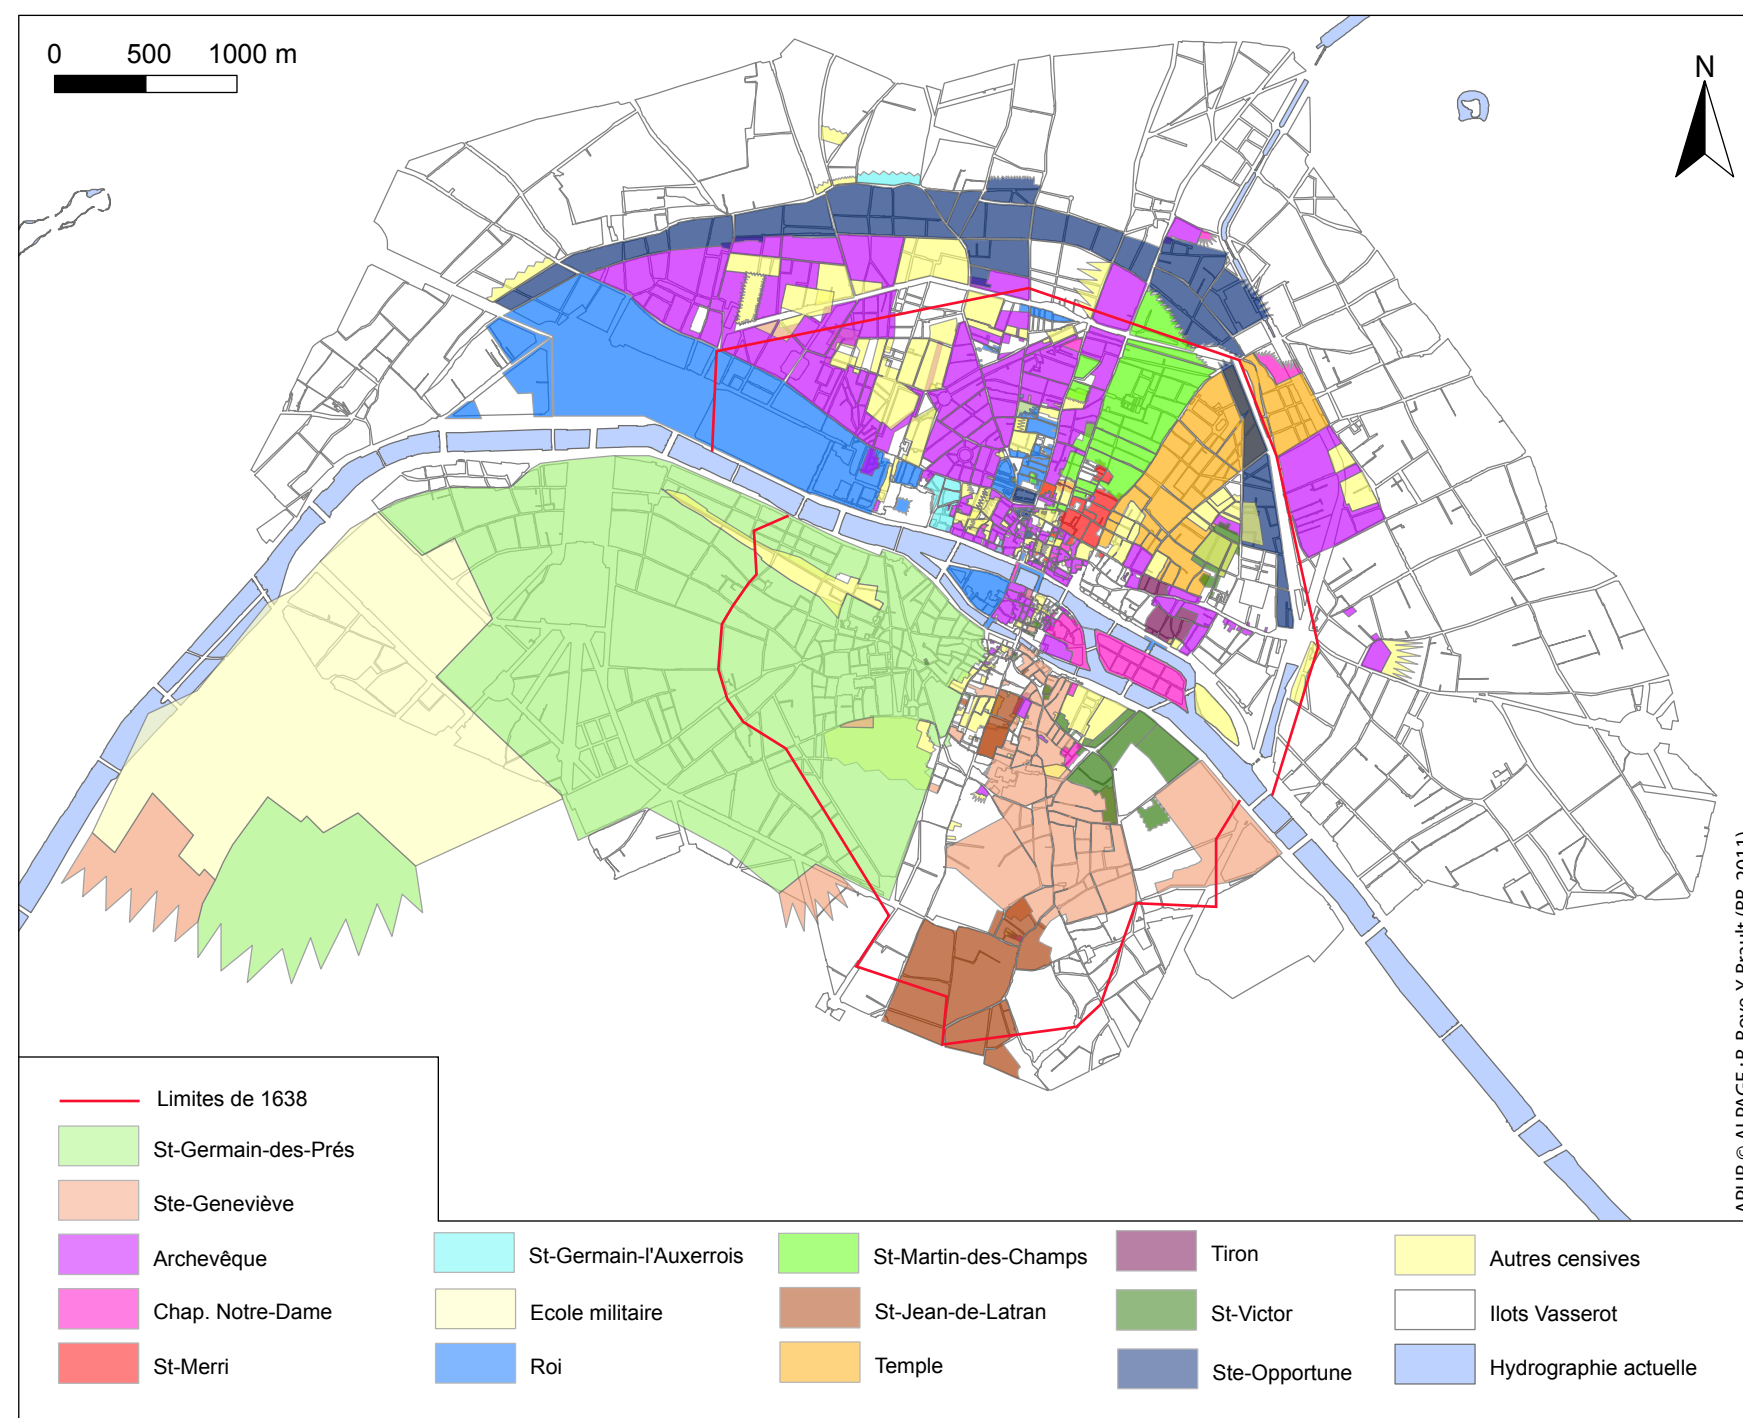 0 500 1000 m
N
Limites de 1638
St-Germain-des-Prés
Ste-Geneviève
Archevêque
Chap. Notre-Dame
St-Merri
St-Germain-l'Auxerrois
Ecole militaire
Roi
St-Martin-des-Champs
St-Jean-de-Latran
Temple
Tiron
St-Victor
Ste-Opportune
Autres censives
Ilots Vasserot
Hydrographie actuelle
APUR © ALPAGE